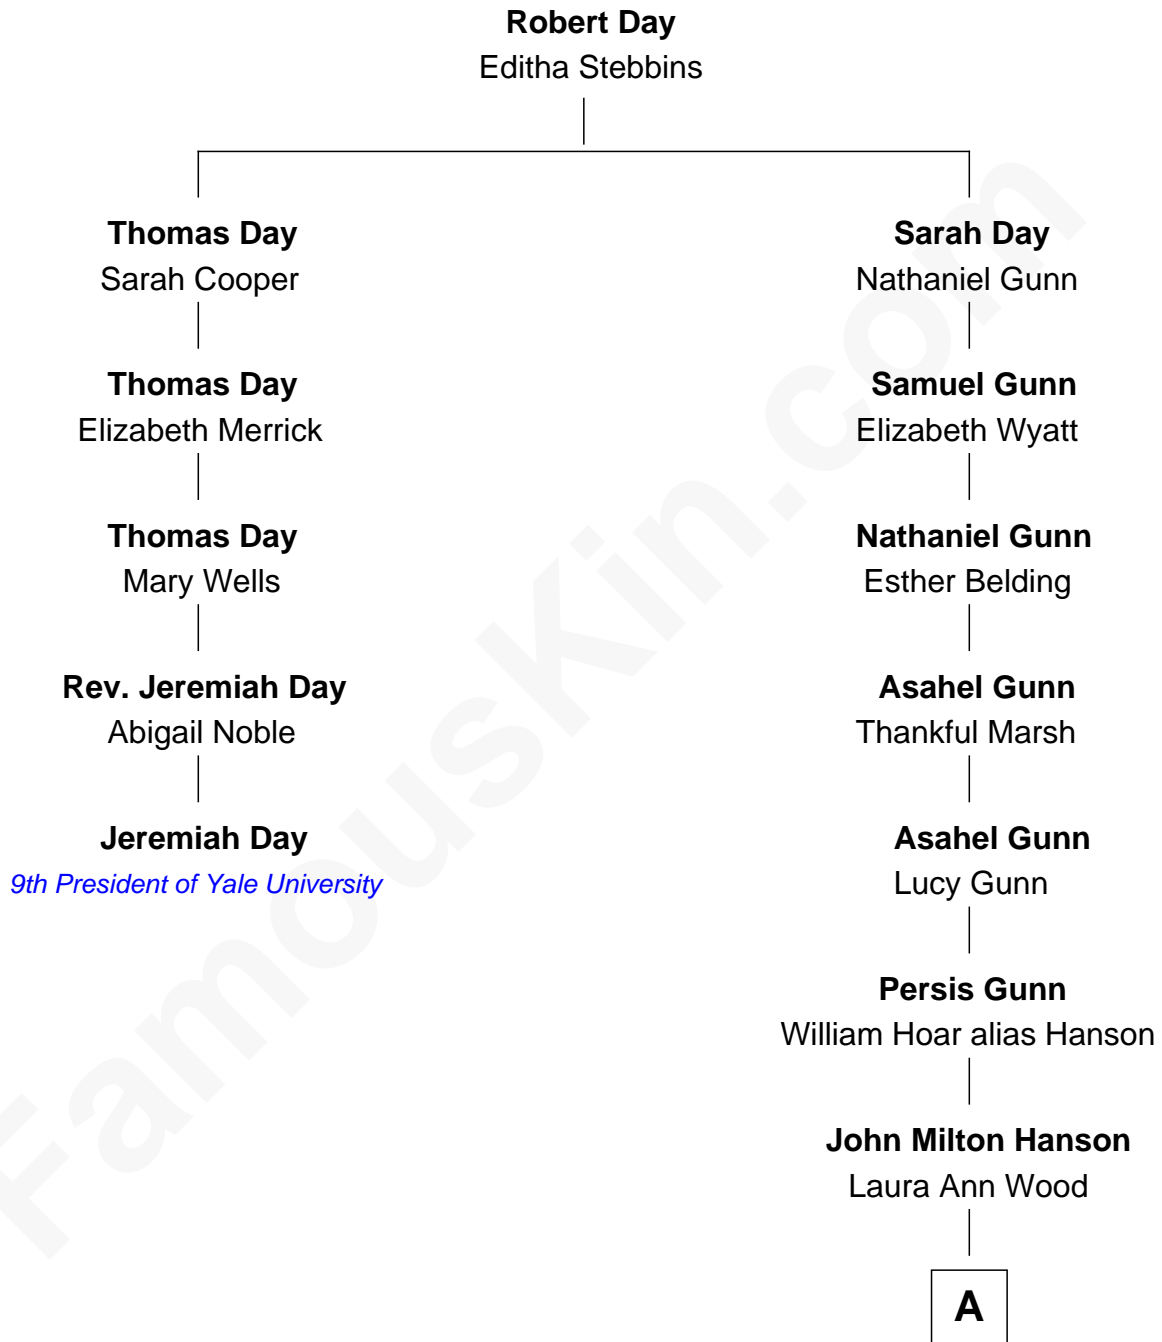 Robert Day
Editha Stebbins
Thomas Day
Sarah Cooper
Thomas Day
Elizabeth Merrick
Thomas Day
Mary Wells
Rev. Jeremiah Day
Abigail Noble
Jeremiah Day
9th President of Yale University
Sarah Day
Nathaniel Gunn
Samuel Gunn
Elizabeth Wyatt
Nathaniel Gunn
Esther Belding
Asahel Gunn
Thankful Marsh
Asahel Gunn
Lucy Gunn
Persis Gunn
William Hoar alias Hanson
John Milton Hanson
Laura Ann Wood
A
FamousKin.com